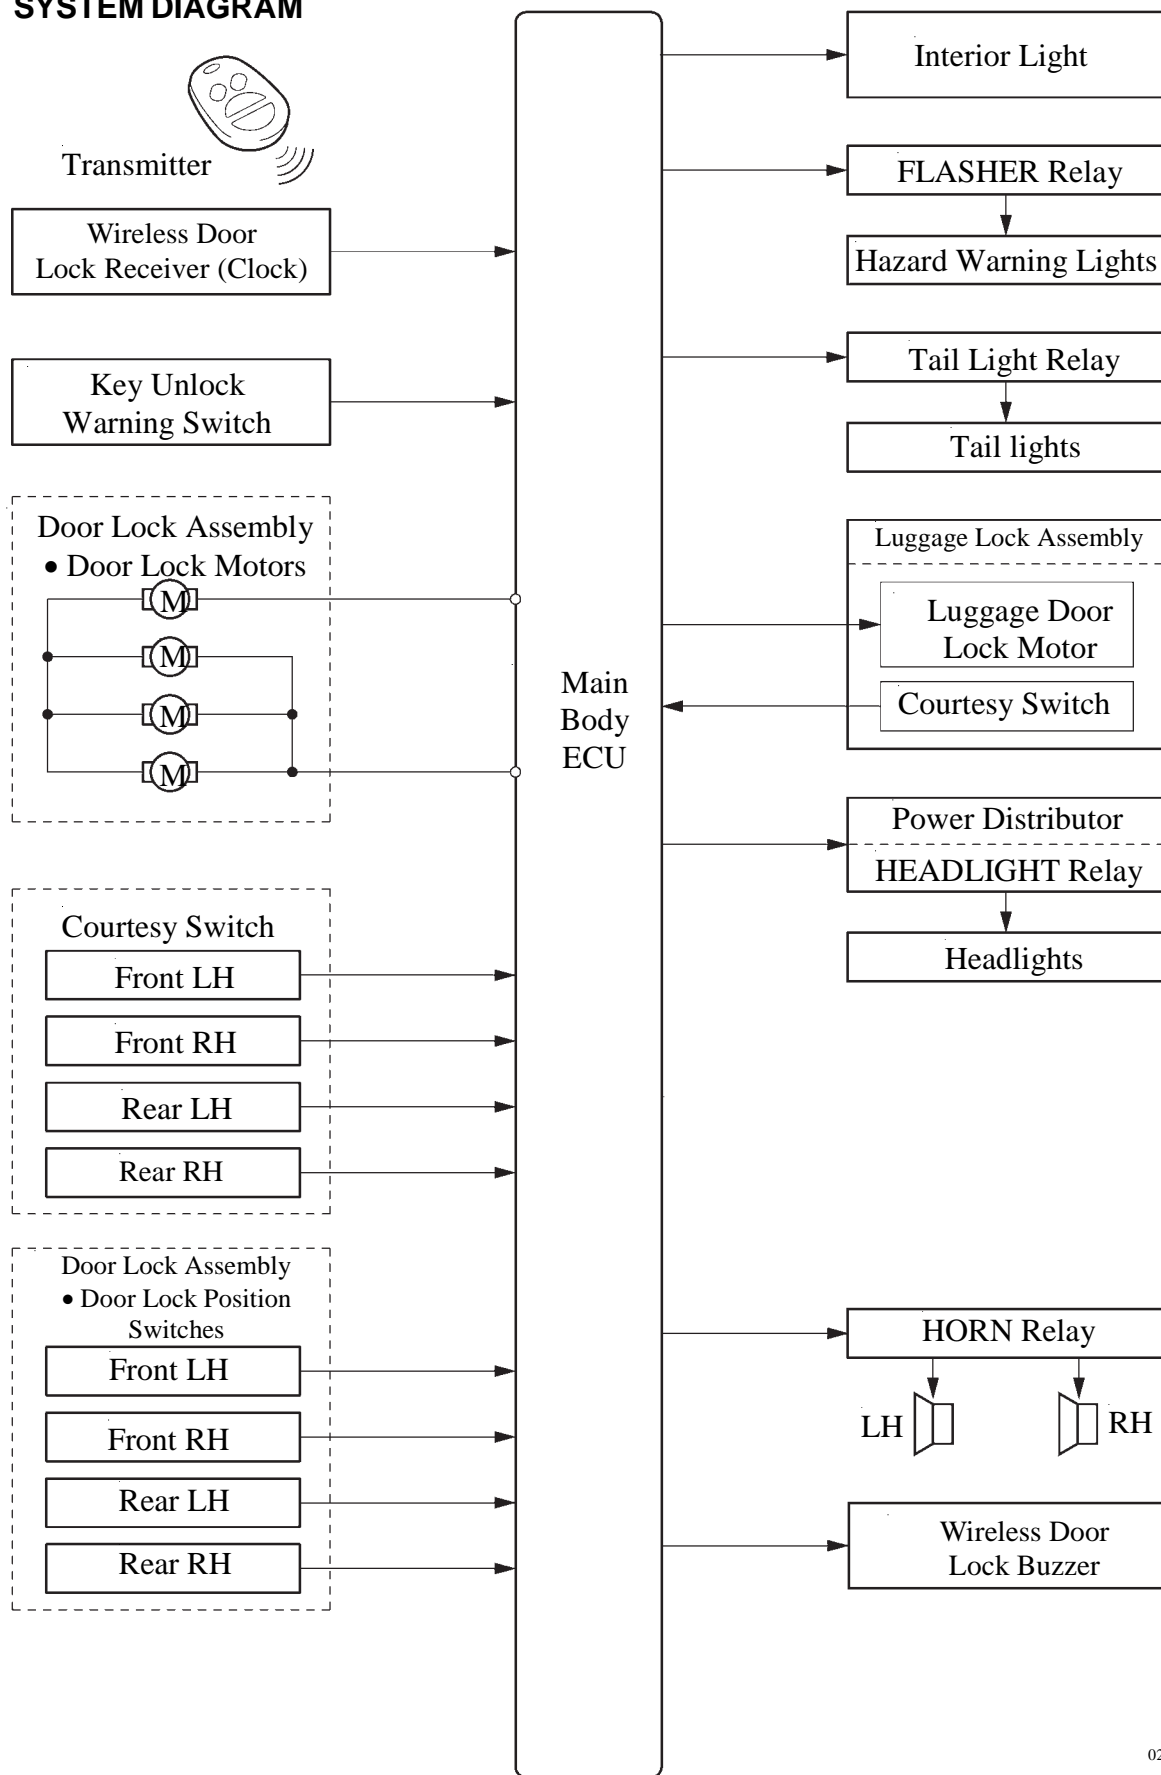 SYSTEM DIAGRAM
Transmitter
Wireless Door
Lock Receiver (Clock)
Key Unlock
Warning Switch
Door Lock Assembly
• Door Lock Motors
M
M
M
M
Courtesy Switch
Front LH
Front RH
Rear LH
Rear RH
Door Lock Assembly
• Door Lock Position
Switches
Front LH
Front RH
Rear LH
Rear RH
Main
Body
ECU
Interior Light
FLASHER Relay
Hazard Warning Lights
Tail Light Relay
Tail lights
Luggage Lock Assembly
Luggage Door
Lock Motor
Courtesy Switch
Power Distributor
HEADLIGHT Relay
Headlights
HORN Relay
LH
RH
Wireless Door
Lock Buzzer
02